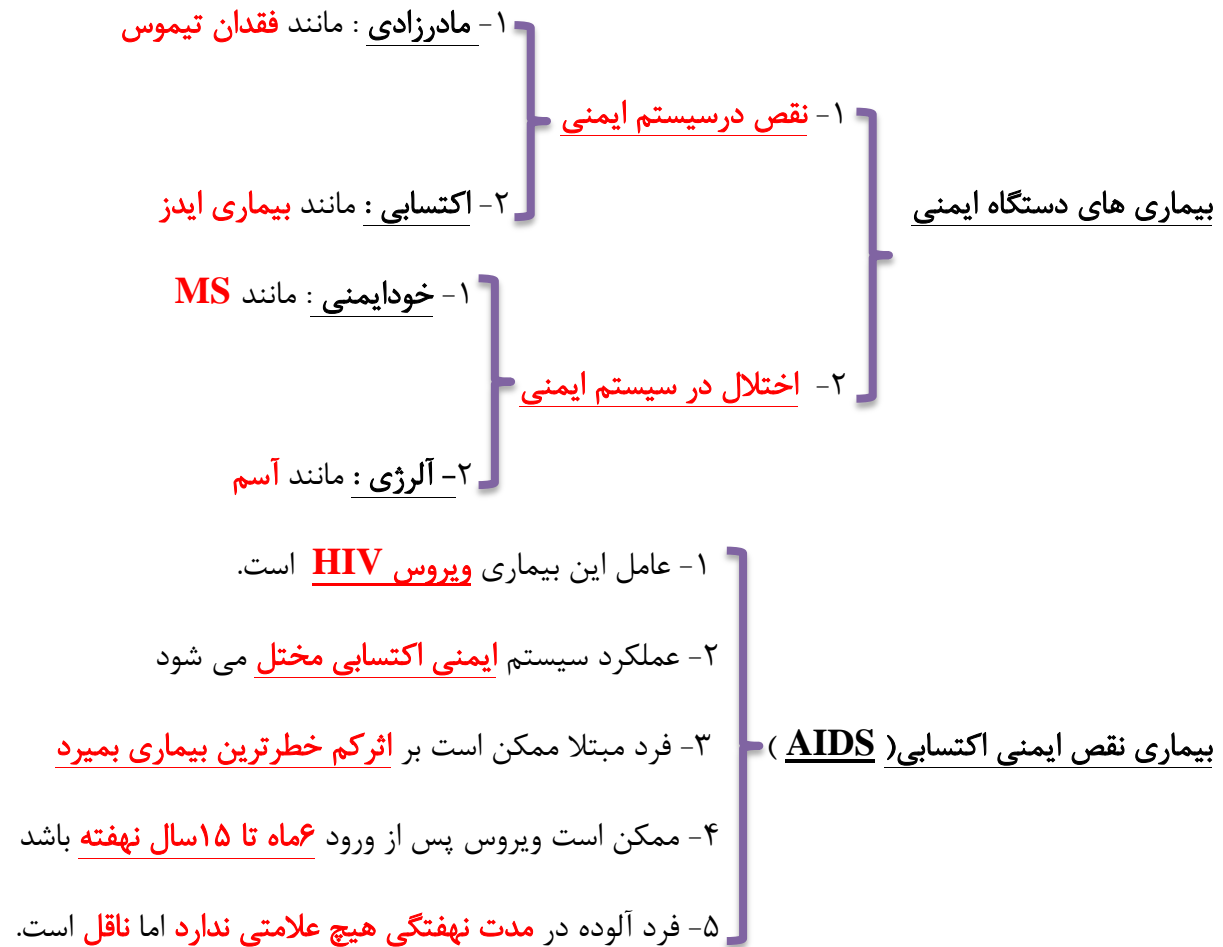 ۱- مادرزادی : مانند فقدان تیموس
۱- نقص درسیستم ایمنی
بیماری های دستگاه ایمنی
۲- اکتسابی : مانند بیماری ایدز
۱- خودایمنی : مانند MS
۲- اختلال در سیستم ایمنی
۲- آلرژی : مانند آسم
۱- عامل این بیماری ویروس HIV است.
۲- عملکرد سیستم ایمنی اکتسابی مختل می شود
بیماری نقص ایمنی اکتسابی( AIDS )
۳- فرد مبتلا ممکن است بر اثرکم خطرترین بیماری بمیرد
۴- ممکن است ویروس پس از ورود ۶ماه تا ۱۵سال نهفته باشد
۵- فرد آلوده در مدت نهفتگی هیچ علامتی ندارد اما ناقل است.